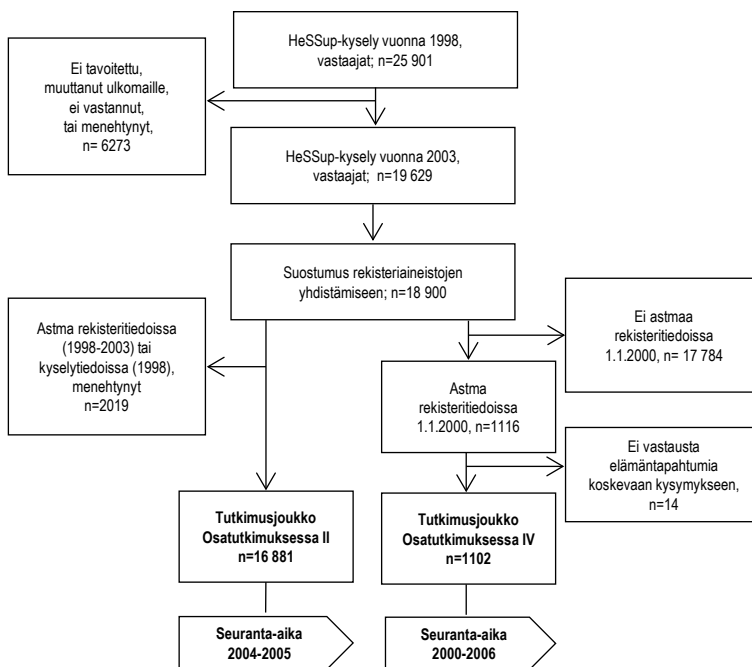 HeSSup-kysely vuonna 1998,
vastaajat; n=25 901
Ei tavoitettu,
muuttanut ulkomaille,
ei vastannut,
tai menehtynyt,
n= 6273
HeSSup-kysely vuonna 2003,
vastaajat; n=19 629
Suostumus rekisteriaineistojen
yhdistämiseen; n=18 900
Astma rekisteritiedoissa
(1998-2003) tai
kyselytiedoissa (1998),
menehtynyt
n=2019
Ei astmaa
rekisteritiedoissa
1.1.2000, n= 17 784
Astma
rekisteritiedoissa
1.1.2000, n=1116
Ei vastausta
elämäntapahtumia
koskevaan kysymykseen,
n=14
Tutkimusjoukko
Osatutkimuksessa II
n=16 881
Tutkimusjoukko
Osatutkimuksessa IV
n=1102
Seuranta-aika
2004-2005
Seuranta-aika
2000-2006